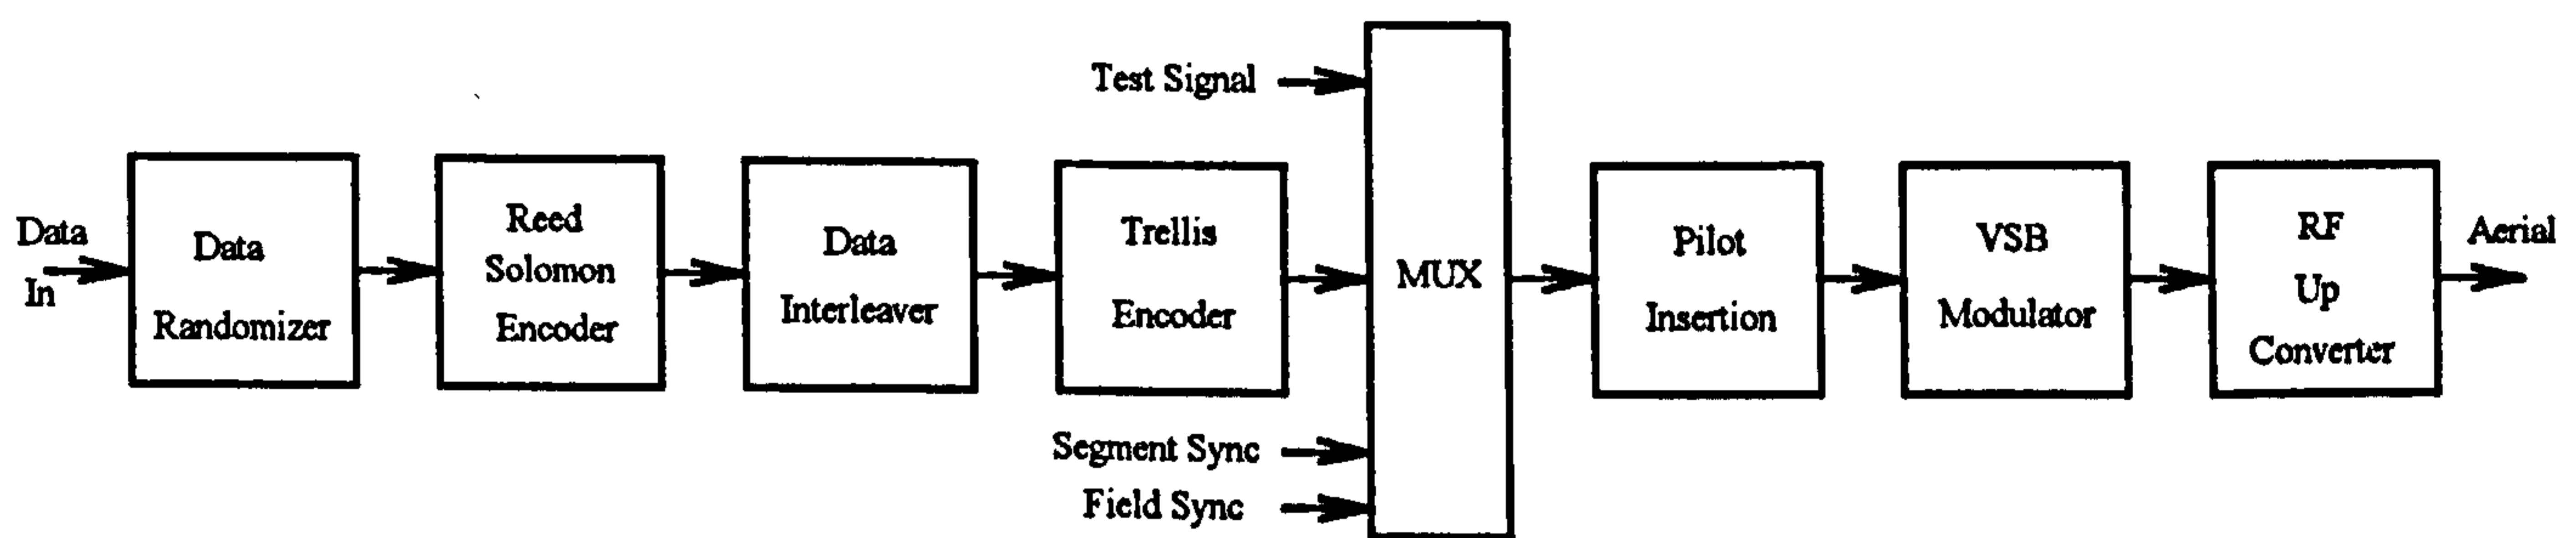 Data
In
Data
Randomizer
Reed
Solomon
Encoder
Data
Interleaver
Trellis
Encoder
Test Signal
Segment Sync
Field Sync
MUX
Pilot
Insertion
VSB
Modulator
RF
Up
Converter
Aerial